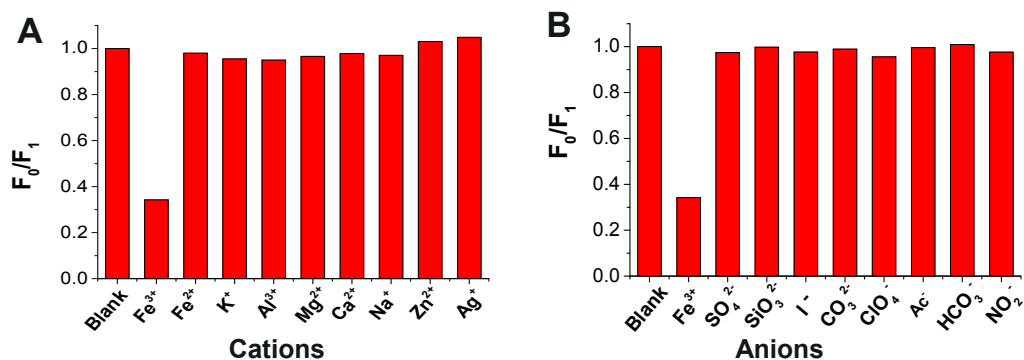 A
F₀/F₁
1.0
0.8
0.6
0.4
0.2
0.0
Blank Fe³⁺ Fe²⁺ K⁺ Al³⁺ Mg²⁺ Ca²⁺ Na⁺ Zn²⁺ Ag⁺
Cations
B
F₀/F₁
1.0
0.8
0.6
0.4
0.2
0.0
Blank Fe³⁺ SO₄²⁻ SiO₃²⁻ I⁻ CO₃²⁻ ClO₄⁻ Ac⁻ HCO₃⁻ NO₂⁻
Anions